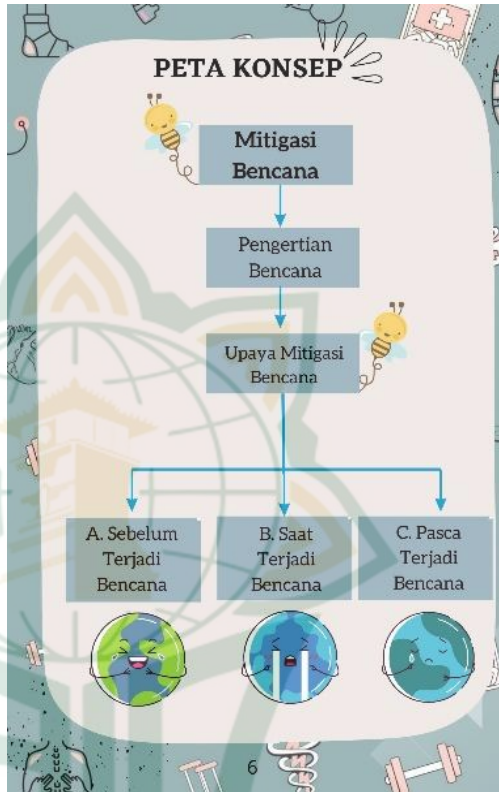 PETA KONSEP
Mitigasi
Bencana
Pengertian
Bencana
Upaya Mitigasi
Bencana
A. Sebelum
Terjadi
Bencana
B. Saat
Terjadi
Bencana
C. Pasca
Terjadi
Bencana
6